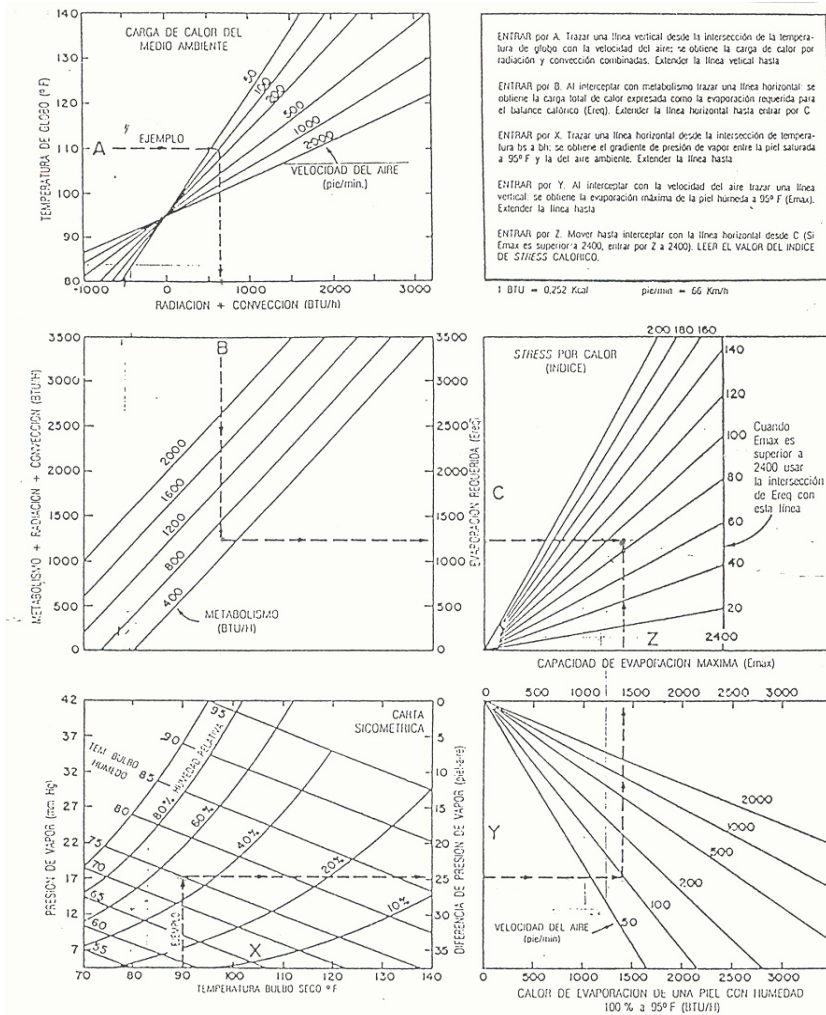 140
130
120
110
100
90
80
TEMPERATURA DE GLOBO (º F)
CARGA DE CALOR DEL
MEDIO AMBIENTE
50
100
200
500
1000
2000
A
EJEMPLO
VELOCIDAD DEL AIRE
(pie/min.)
-1000 0 1000 2000 3000
RADIACION + CONVECCION (BTU/h)
ENTRAR por A. Trazar una línea vertical desde la intersección de la tempera-
tura de globo con la velocidad del aire; se obtiene la carga de calor por
radiación y convección combinadas. Extender la línea vetical hasta
ENTRAR por B. Al interceptar con metabolismo trazar una línea horizontal: se
obtiene la carga total de calor expresada como la evaporación requerida para
el balance calórico (Ereq). Extender la línea horizontal hasta entrar por C
ENTRAR por X. Trazar una línea horizontal desde la intersección de tempera-
tura bs a bh; se obtiene el gradiente de presión de vapor entre la piel saturada
a 95º F y la del aire ambiente. Extender la línea hasta
ENTRAR por Y. Al interceptar con la velocidad del aire trazar una línea
vertical: se obtiene la evaporación máxima de la piel húmeda a 95º F (Emax).
Extender la línea hasta
ENTRAR por Z. Mover hasta interceptar con la línea horizontal desde C (Si
Emax es superior a 2400, entrar por Z a 2400). LEER EL VALOR DEL INDICE
DE STRESS CALORICO.
1 BTU = 0,252 Kcal pie/min = 66 Km/h
3500
3000
2500
2000
1500
1000
500
0
METABOLISMO + RADIACION + CONVECCION (BTU/H)
B
2000
1600
1200
800
400
METABOLISMO
(BTU/H)
3500
3000
2500
2000
1500
1000
500
0
EVAPORACION REQUERIDA (Ereq)
200 180 160
STRESS POR CALOR
(INDICE)
140
120
100
80
60
40
20
C
Z
2400
Cuando
Emax es
superior a
2400 usar
la intersección
de Ereq con
esta línea
CAPACIDAD DE EVAPORACION MAXIMA (Emax)
42
37
32
27
22
17
12
7
PRESION DE VAPOR (mm Hg)
CARTA
SICOMETRICA
TEM. BULBO
HUMEDO
95
90
85
80
75
70
65
60
55
80% HUMEDAD RELATIVA
60%
40%
20%
10%
EJEMPLO
X
70 80 90 100 110 120 130 140
TEMPERATURA BULBO SECO º F
0
5
10
15
20
25
30
35
DIFERENCIA DE PRESION DE VAPOR (piel-aire)
0 500 1000 1500 2000 2500 3000
Y
2000
1000
500
200
100
50
VELOCIDAD DEL AIRE
(pie/min)
0 500 1000 1500 2000 2500 3000
CALOR DE EVAPORACION DE UNA PIEL CON HUMEDAD
100 % a 95º F (BTU/H)